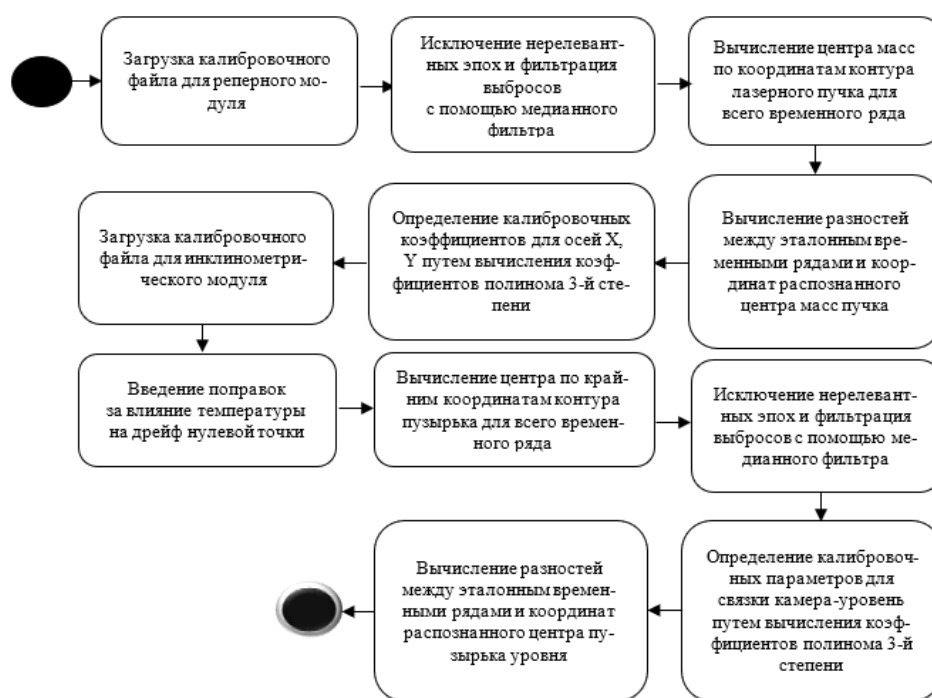 Загрузка калибровочного
файла для реперного мо-
дуля
Исключение нерелевант-
ных эпох и фильтрация
выбросов
с помощью медианного
фильтра
Вычисление центра масс
по координатам контура
лазерного пучка для
всего временного ряда
Вычисление разностей
между эталонным вре-
менными рядами и коор-
динат распознанного
центра масс пучка
Определение калибровочных
коэффициентов для осей X,
Y путем вычисления коэф-
фициентов полинома 3-й сте-
пени
Загрузка калибровочного
файла для инклинометри-
ческого модуля
Введение поправок
за влияние температуры
на дрейф нулевой точки
Вычисление центра по край-
ним координатам контура
пузырька для всего времен-
ного ряда
Исключение нерелевант-
ных эпох и фильтрация
выбросов с помощью ме-
дианного фильтра
Определение калибровоч-
ных параметров для
связки камера-уровень
путем вычисления коэф-
фициентов полинома 3-й
степени
Вычисление разностей
между эталонным времен-
ными рядами и координат
распознанного центра пу-
зырька уровня